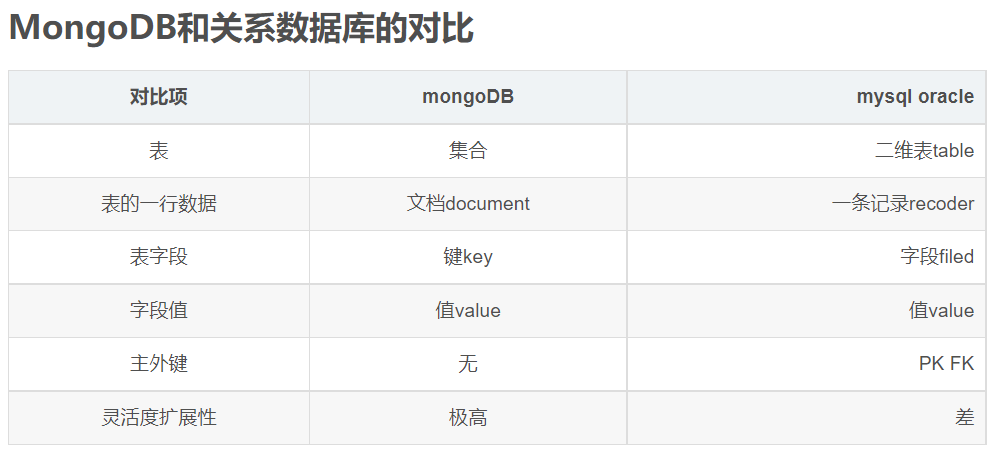 MongoDB和关系数据库的对比
对比项 mongoDB mysql oracle
表 集合 二维表table
表的一行数据 文档document 一条记录recoder
表字段 键key 字段filed
字段值 值value 值value
主外键 无 PK FK
灵活度扩展性 极高 差